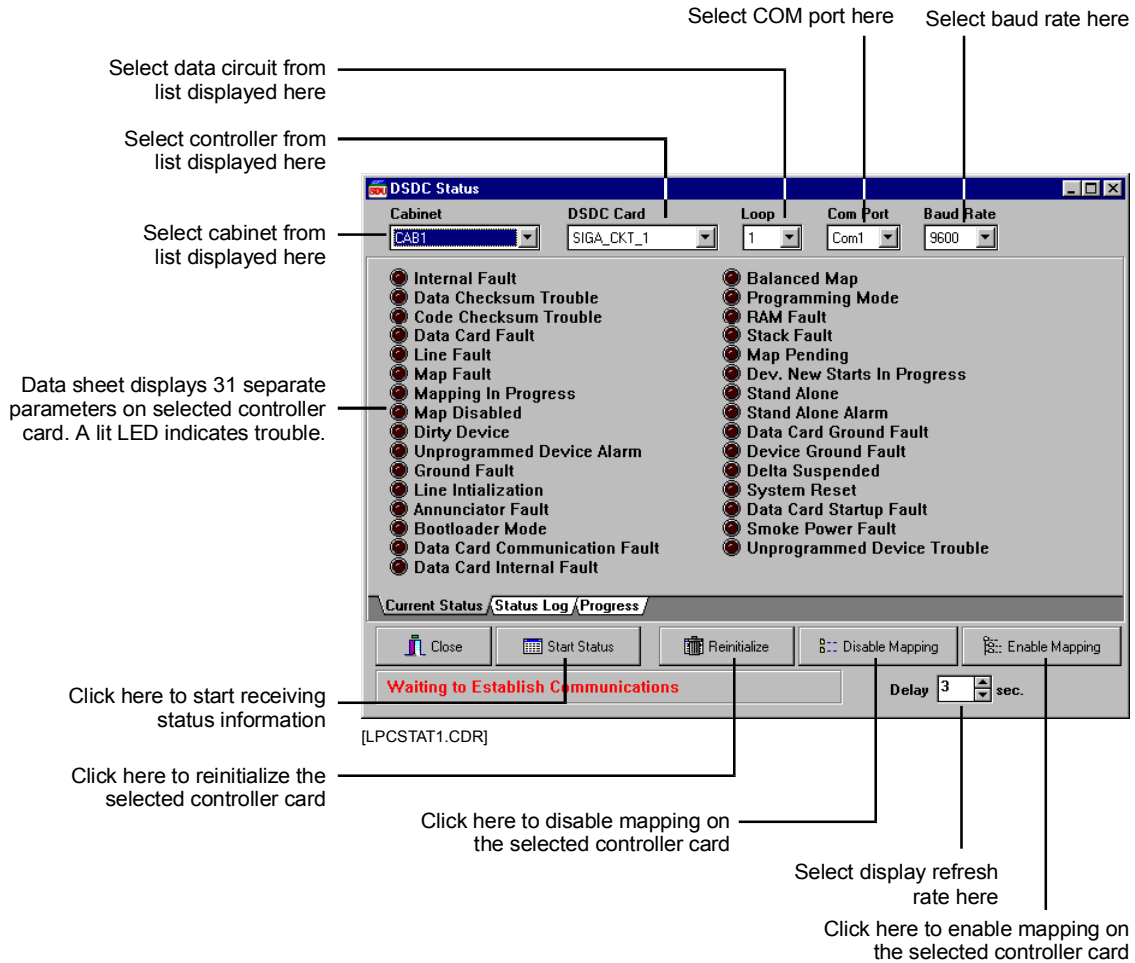 Select COM port here
Select baud rate here
Select data circuit from
list displayed here
Select controller from
list displayed here
Select cabinet from
list displayed here
SDU DSDC Status
Cabinet
DSDC Card
Loop
Com Port
Baud Rate
CAB1
SIGA_CKT_1
1
Com1
9600
Internal Fault
Data Checksum Trouble
Code Checksum Trouble
Data Card Fault
Line Fault
Map Fault
Mapping In Progress
Map Disabled
Dirty Device
Unprogrammed Device Alarm
Ground Fault
Line Intialization
Annunciator Fault
Bootloader Mode
Data Card Communication Fault
Data Card Internal Fault
Balanced Map
Programming Mode
RAM Fault
Stack Fault
Map Pending
Dev. New Starts In Progress
Stand Alone
Stand Alone Alarm
Data Card Ground Fault
Device Ground Fault
Delta Suspended
System Reset
Data Card Startup Fault
Smoke Power Fault
Unprogrammed Device Trouble
Data sheet displays 31 separate
parameters on selected controller
card. A lit LED indicates trouble.
Current Status
Status Log
Progress
Close
Start Status
Reinitialize
Disable Mapping
Enable Mapping
Waiting to Establish Communications
Delay 3 sec.
Click here to start receiving
status information
[LPCSTAT1.CDR]
Click here to reinitialize the
selected controller card
Click here to disable mapping on
the selected controller card
Select display refresh
rate here
Click here to enable mapping on
the selected controller card